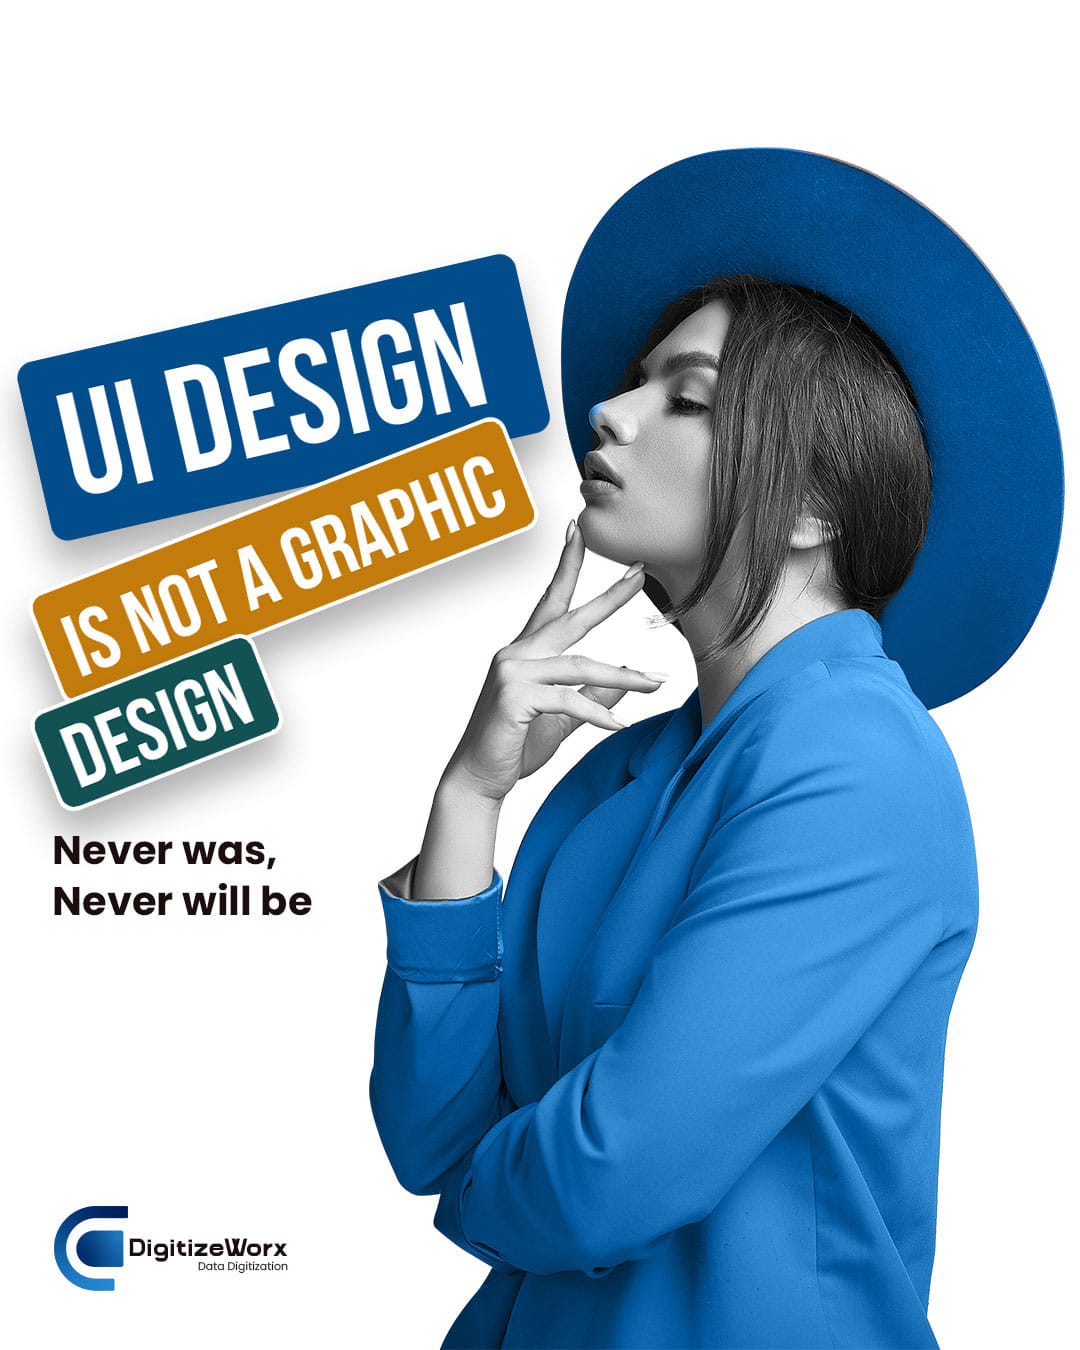 UI DESIGN
IS NOT A GRAPHIC
DESIGN
Never was,
Never will be
DigitizeWorx
Data Digitization